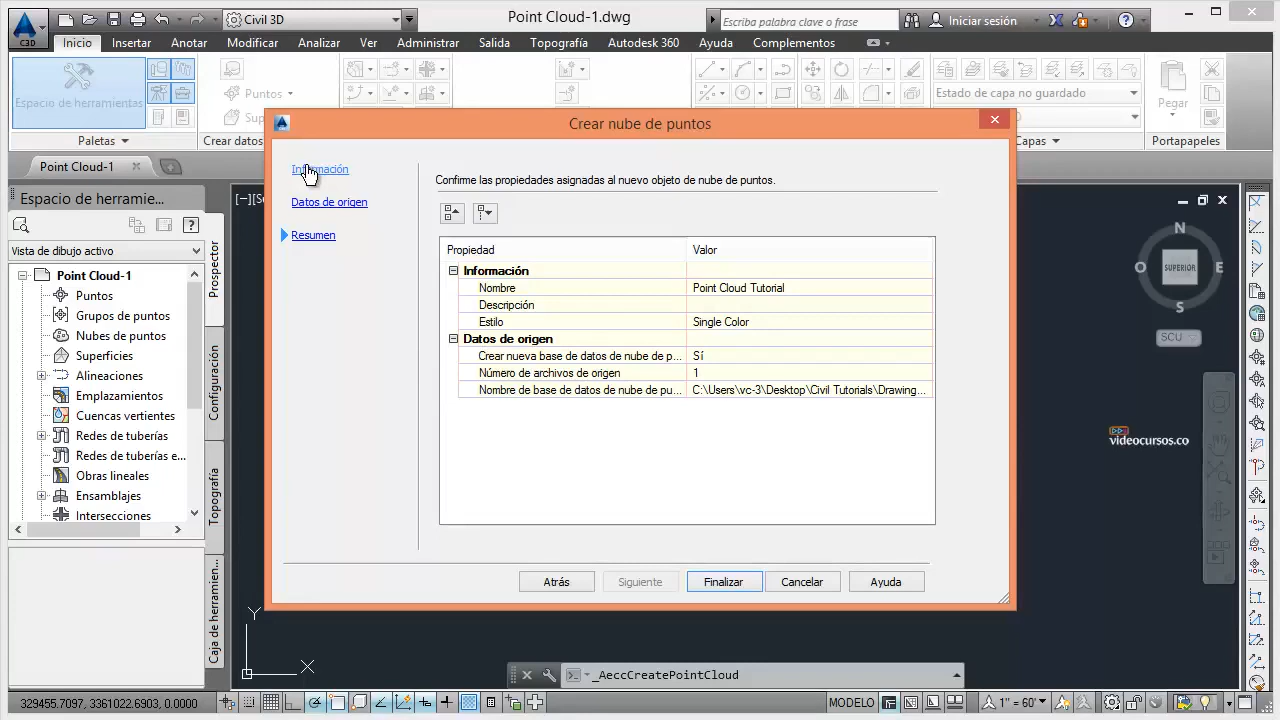 Civil 3D
Point Cloud-1.dwg
Escriba palabra clave o frase
Iniciar sesión
C3D
Inicio
Insertar
Anotar
Modificar
Analizar
Ver
Administrar
Salida
Topografía
Autodesk 360
Ayuda
Complementos
Espacio de herramientas
Puntos
Estado de capa no guardado
Pegar
Paletas
Crear datos
Capas
Portapapeles
Point Cloud-1
Crear nube de puntos
Espacio de herramie...
Vista de dibujo activo
Point Cloud-1
Puntos
Grupos de puntos
Nubes de puntos
Superficies
Alineaciones
Emplazamientos
Cuencas vertientes
Redes de tuberías
Redes de tuberías e...
Obras lineales
Ensamblajes
Intersecciones
Prospector
Configuración
Topografía
Caja de herramien...
Información
Datos de origen
Resumen
Confirme las propiedades asignadas al nuevo objeto de nube de puntos.
Propiedad Valor
Información
Nombre Point Cloud Tutorial
Descripción
Estilo Single Color
Datos de origen
Crear nueva base de datos de nube de p... Sí
Número de archivos de origen 1
Nombre de base de datos de nube de pu... C:\Users\vc-3\Desktop\Civil Tutorials\Drawing...
Atrás
Siguiente
Finalizar
Cancelar
Ayuda
N
O
SUPERIOR
E
S
SCU
videocursos.co
Y
X
_AeccCreatePointCloud
329455.7097, 3361022.6903, 0.0000
MODELO
1" = 60'